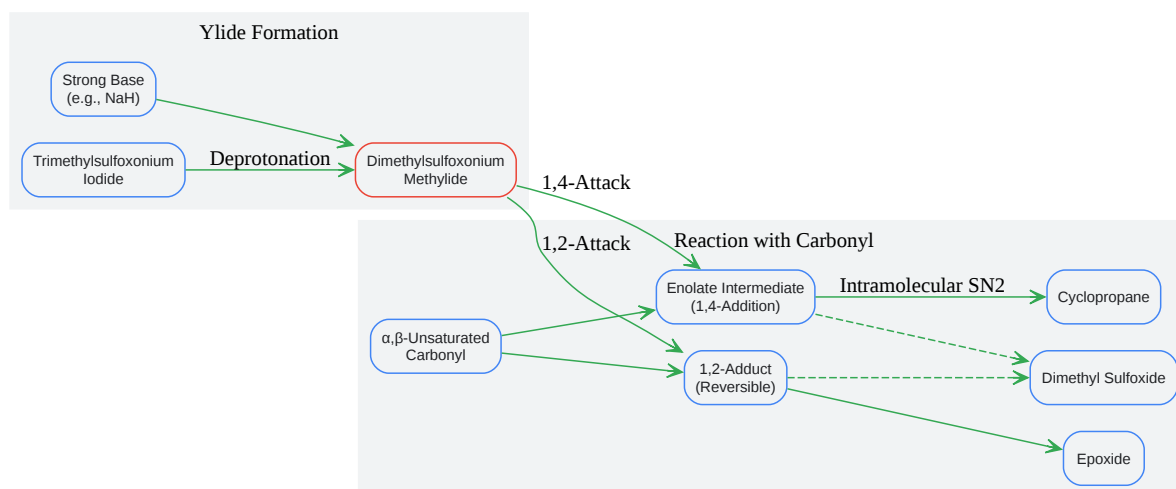 Ylide Formation
Strong Base
(e.g., NaH)
Trimethylsulfoxonium
Iodide
Deprotonation
Dimethylsulfoxonium
Methylide
1,4-Attack
1,2-Attack
Reaction with Carbonyl
α,β-Unsaturated
Carbonyl
Enolate Intermediate
(1,4-Addition)
Intramolecular SN2
Cyclopropane
1,2-Adduct
(Reversible)
Dimethyl Sulfoxide
Epoxide